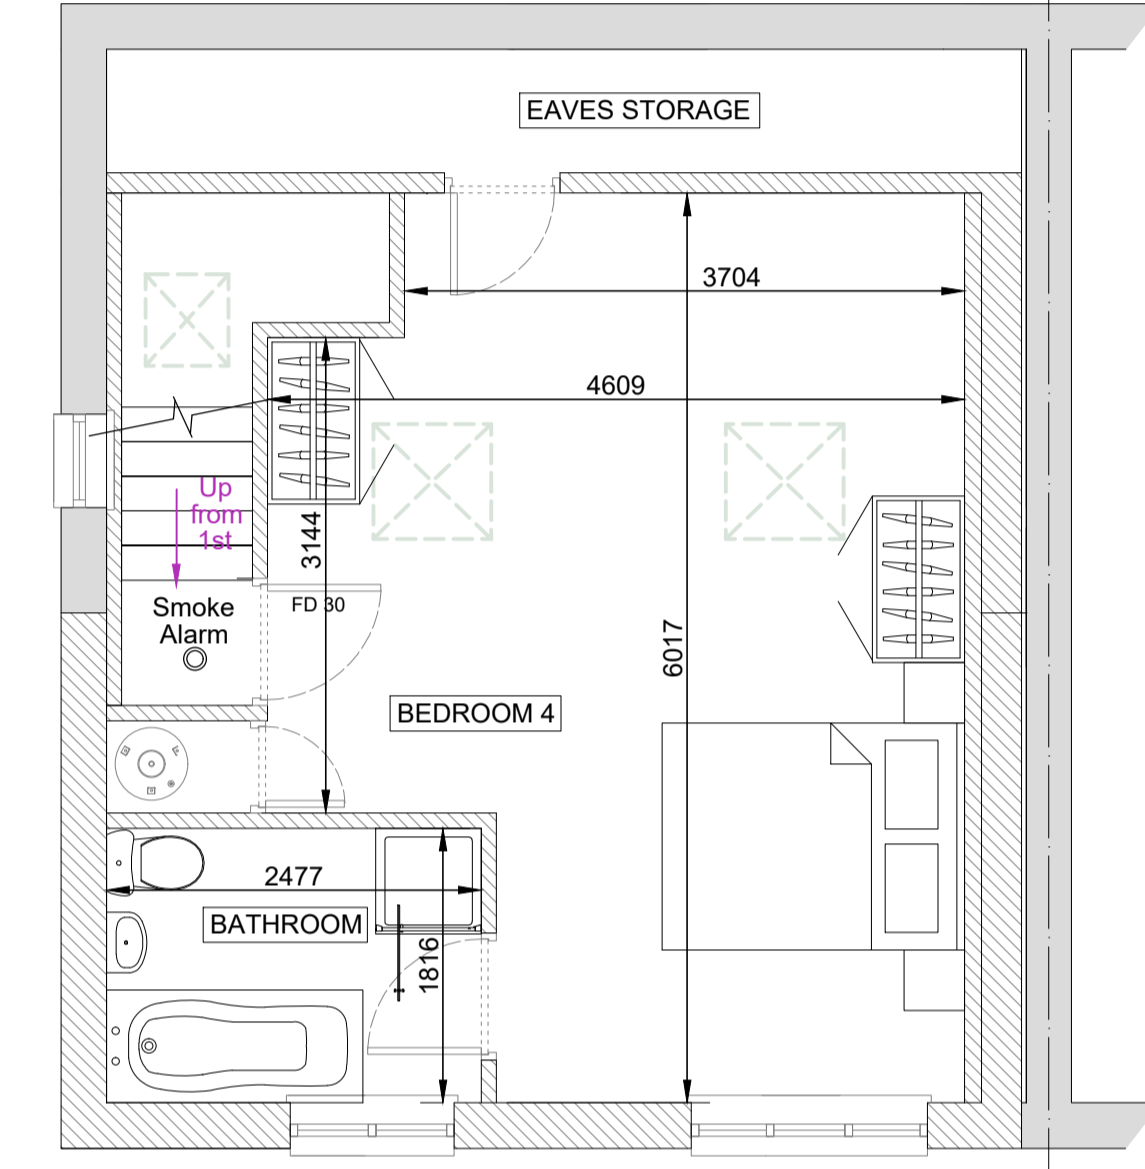 EAVES STORAGE
3704
4609
Up
from
1st
3144
FD 30
Smoke
Alarm
6017
BEDROOM 4
2477
BATHROOM
1816